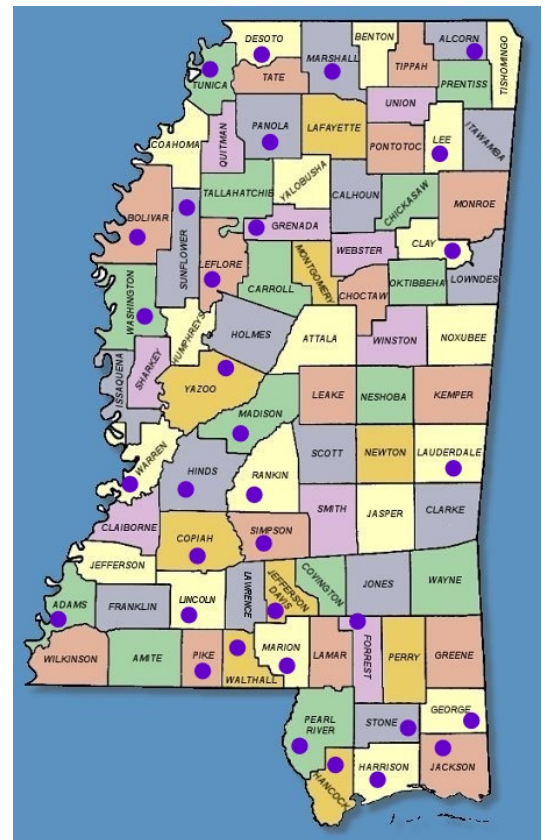 DESOTO
BENTON
ALCORN
TISHOMINGO
MARSHALL
TIPPAH
TATE
TUNICA
PRENTISS
UNION
PANOLA
LAFAYETTE
COAHOMA
QUITMAN
PONTOTOC
LEE
ITAWAMBA
YALOBUSHA
TALLAHATCHIE
CALHOUN
CHICKASAW
MONROE
BOLIVAR
SUNFLOWER
GRENADA
WEBSTER
CLAY
LEFLORE
MONTGOMERY
LOWNDES
OKTIBBEHA
CARROLL
CHOCTAW
WASHINGTON
HUMPHREYS
HOLMES
ATTALA
WINSTON
NOXUBEE
ISSAQUENA
SHARKEY
YAZOO
LEAKE
NESHOBA
KEMPER
MADISON
WARREN
HINDS
RANKIN
SCOTT
NEWTON
LAUDERDALE
SMITH
JASPER
CLARKE
CLAIBORNE
COPIAH
SIMPSON
JEFFERSON
LAWRENCE
JEFFERSON
DAVIS
COVINGTON
JONES
WAYNE
ADAMS
FRANKLIN
LINCOLN
WILKINSON
AMITE
PIKE
WALTHALL
MARION
LAMAR
FORREST
PERRY
GREENE
PEARL
RIVER
STONE
GEORGE
HANCOCK
HARRISON
JACKSON